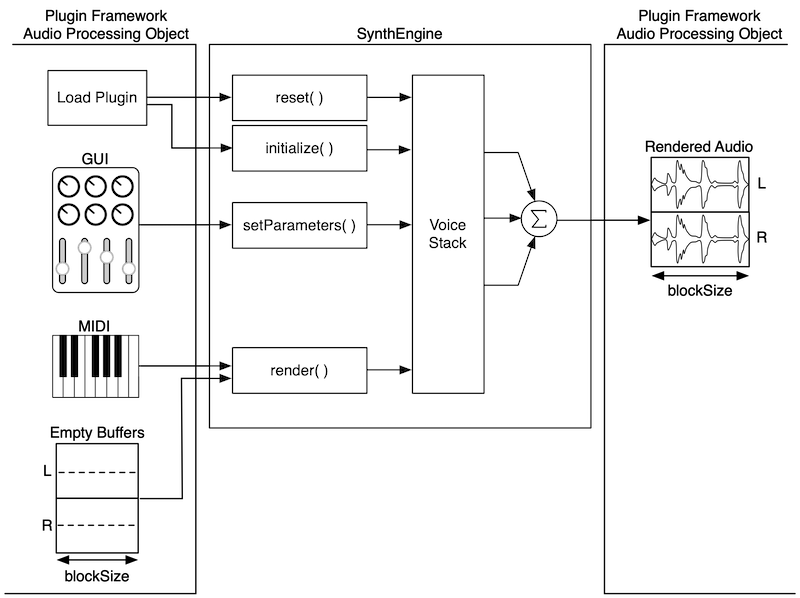 Plugin Framework
Audio Processing Object
SynthEngine
Plugin Framework
Audio Processing Object
Load Plugin
reset( )
initialize( )
GUI
setParameters( )
Voice
Stack
Σ
Rendered Audio
L
R
blockSize
MIDI
render( )
Empty Buffers
L
R
blockSize